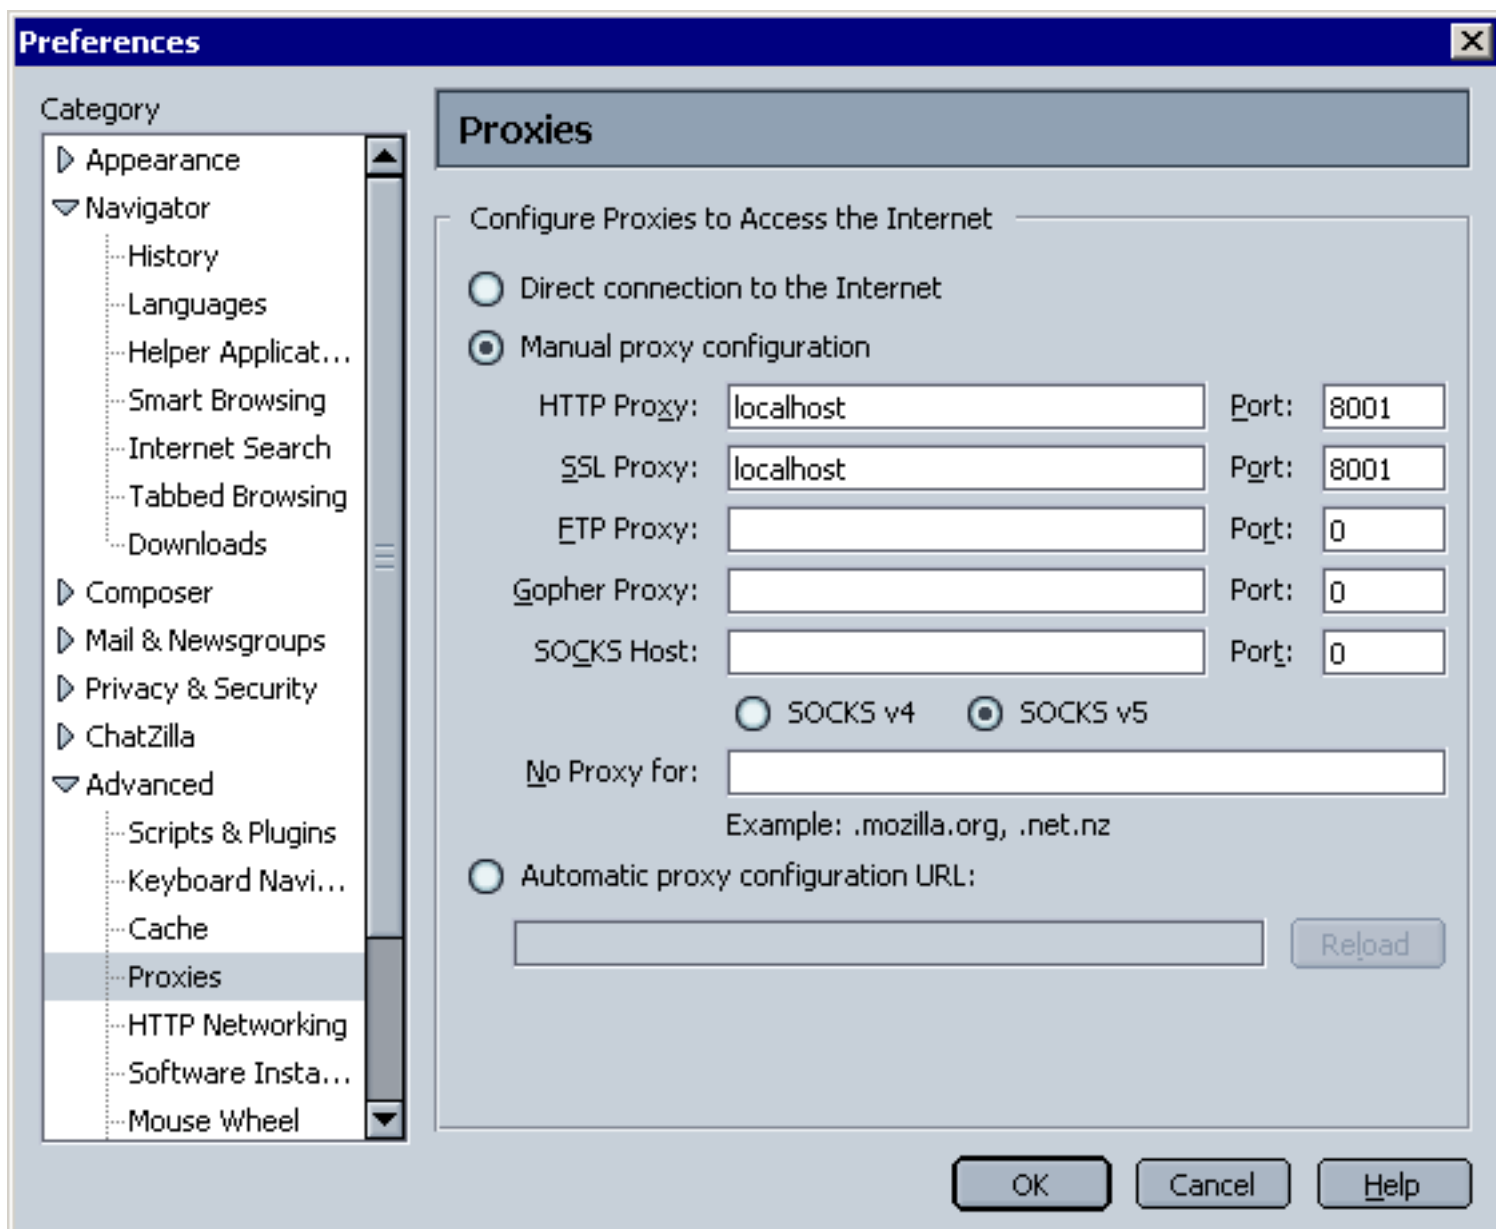 Preferences
Category
Appearance
Navigator
History
Languages
Helper Applicat...
Smart Browsing
Internet Search
Tabbed Browsing
Downloads
Composer
Mail & Newsgroups
Privacy & Security
ChatZilla
Advanced
Scripts & Plugins
Keyboard Navi...
Cache
Proxies
HTTP Networking
Software Insta...
Mouse Wheel
Proxies
Configure Proxies to Access the Internet
Direct connection to the Internet
Manual proxy configuration
HTTP Proxy: localhost Port: 8001
SSL Proxy: localhost Port: 8001
FTP Proxy: Port: 0
Gopher Proxy: Port: 0
SOCKS Host: Port: 0
SOCKS v4 SOCKS v5
No Proxy for:
Example: .mozilla.org, .net.nz
Automatic proxy configuration URL:
Reload
OK Cancel Help